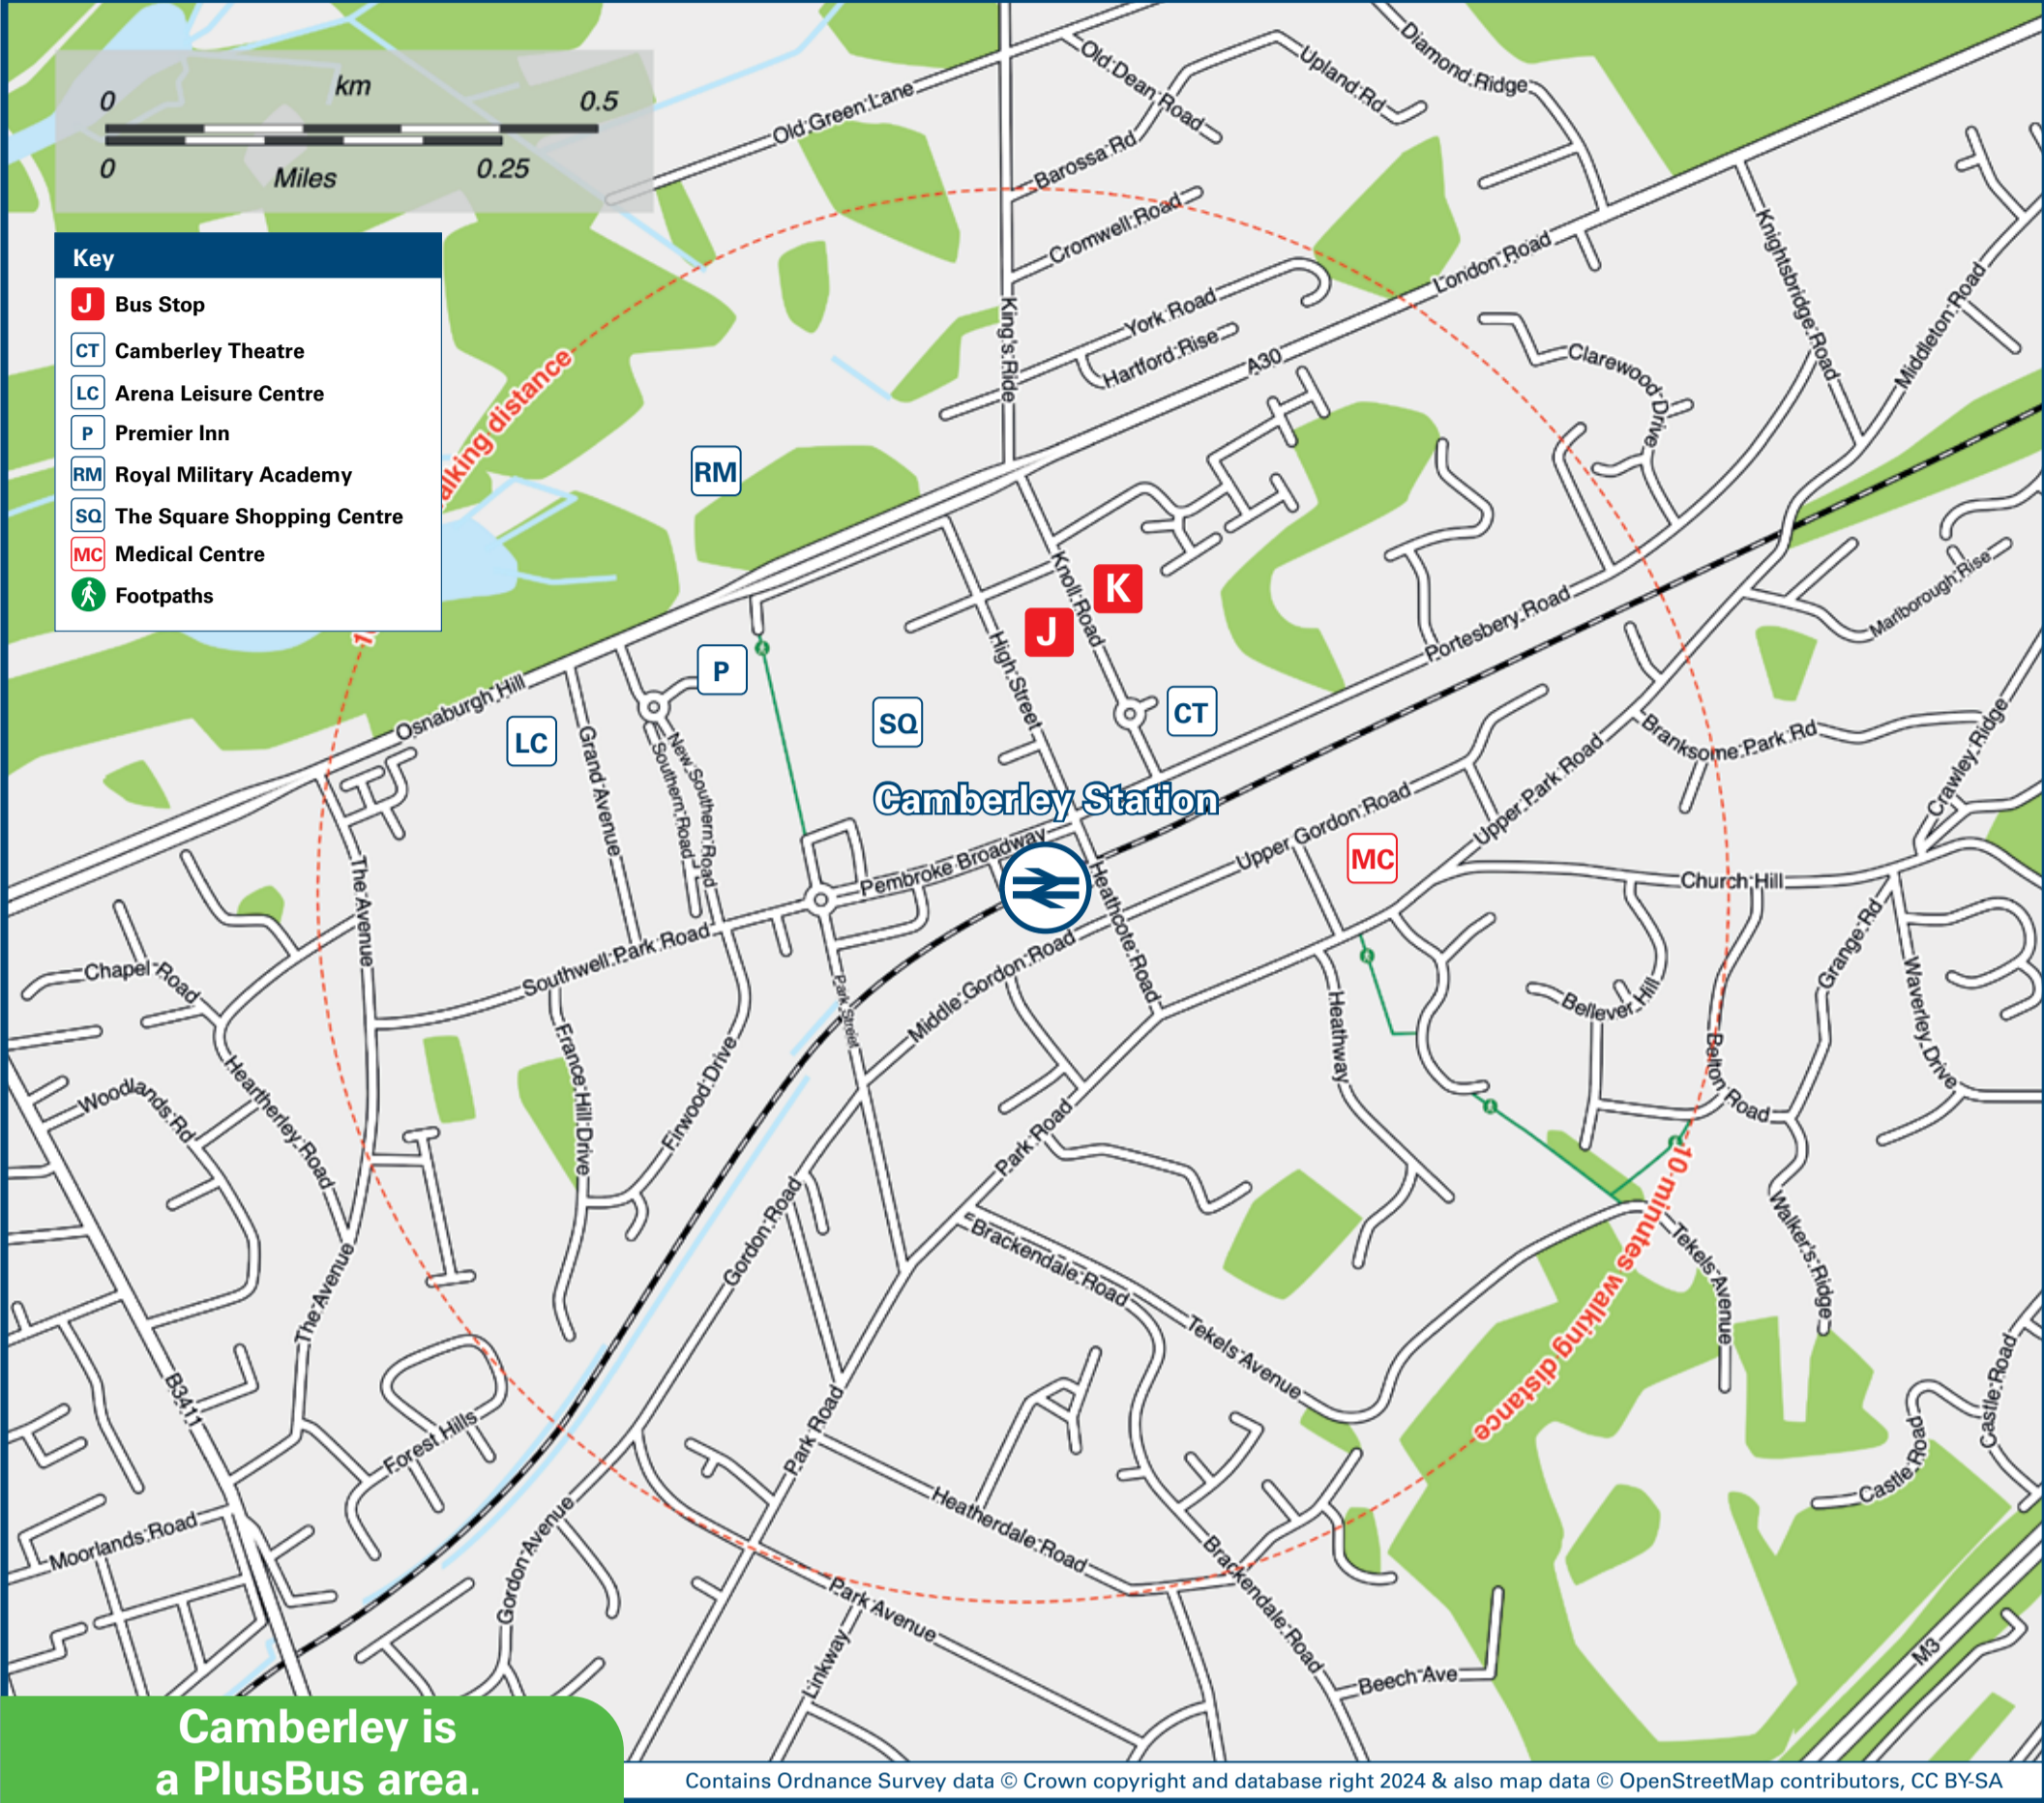 km
0
0.5
0
0.25
Miles
Key
J Bus Stop
CT Camberley Theatre
LC Arena Leisure Centre
P Premier Inn
RM Royal Military Academy
SQ The Square Shopping Centre
MC Medical Centre
Footpaths
Old Green Lane
Old Dean Road
Upland Rd
Diamond Ridge
Barossa Rd
Cromwell Road
London Road
King's Ride
York Road
Hartford Rise
A30
Knightsbridge Road
Middleton Road
Clarewood Drive
alking distance
RM
K
J
Knoll Road
High Street
Portesbery Road
Marlborough Rise
P
SQ
CT
LC
Osnaburgh Hill
Grand Avenue
New Southern Road
Southern Road
Branksome Park Rd
Crawley Ridge
Upper Park Road
Camberley Station
Upper Gordon Road
MC
Pembroke Broadway
Heathcote Road
Church Hill
Grange Rd
The Avenue
Chapel Road
Southwell Park Road
Park Street
Middle Gordon Road
Heathway
Bellever Hill
Belton Road
Waverley Drive
Woodlands Rd
Heartherley Road
France Hill Drive
Firwood Drive
Park Road
Gordon Road
10 minutes walking distance
Walker's Ridge
Tekels Avenue
Brackendale Road
Tekels Avenue
The Avenue
B3411
Forest Hills
Park Road
Castle Road
Castle Road
Moorlands Road
Gordon Avenue
Heatherdale Road
Brackendale Road
Park Avenue
Linkway
Beech Ave
M3
Camberley is
a PlusBus area.
Contains Ordnance Survey data © Crown copyright and database right 2024 & also map data © OpenStreetMap contributors, CC BY-SA